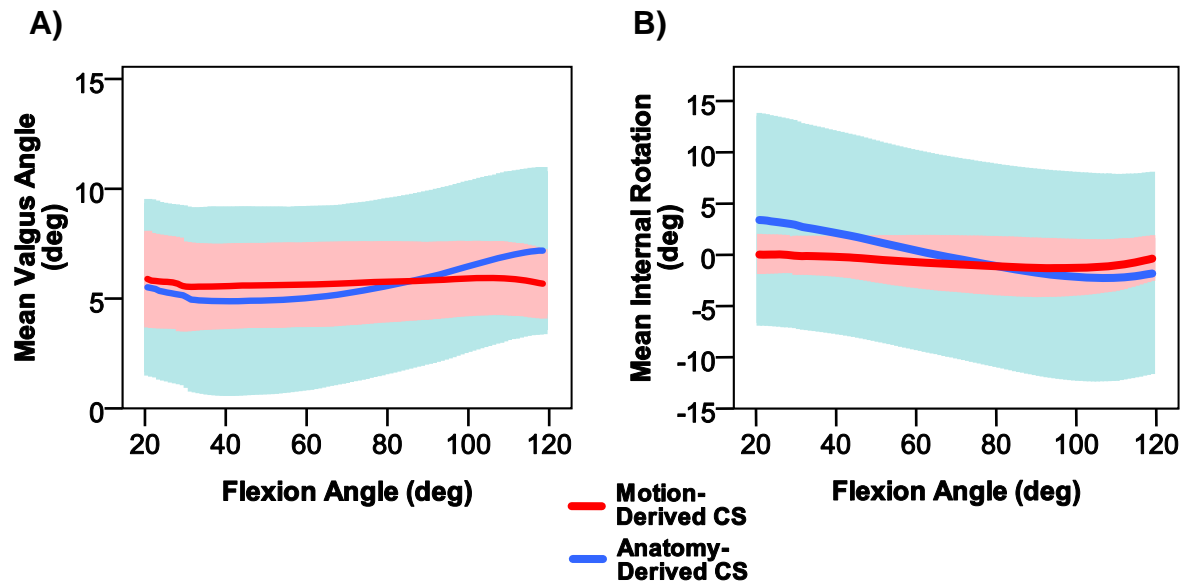 A)
B)
Mean Valgus Angle
(deg)
15
10
5
0
20 40 60 80 100 120
Flexion Angle (deg)
Mean Internal Rotation
(deg)
15
10
5
0
-5
-10
-15
20 40 60 80 100 120
Flexion Angle (deg)
Motion-
Derived CS
Anatomy-
Derived CS